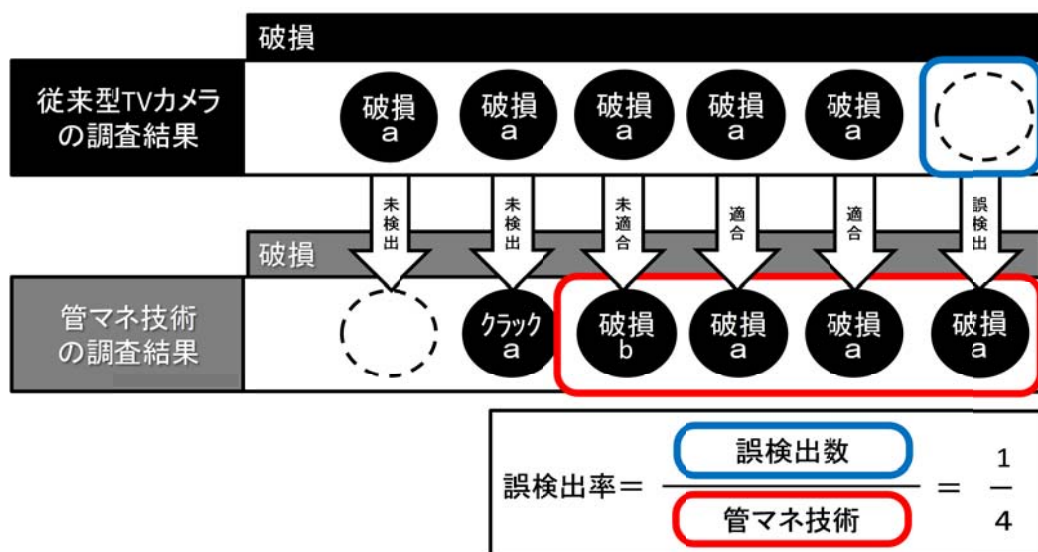 破損
従来型TVカメラ
の調査結果
破損
a
破損
a
破損
a
破損
a
破損
a
未検出
未検出
未適合
適合
適合
誤検出
破損
管マネ技術
の調査結果
クラック
a
破損
b
破損
a
破損
a
破損
a
誤検出率＝
誤検出数
管マネ技術
＝
1
4